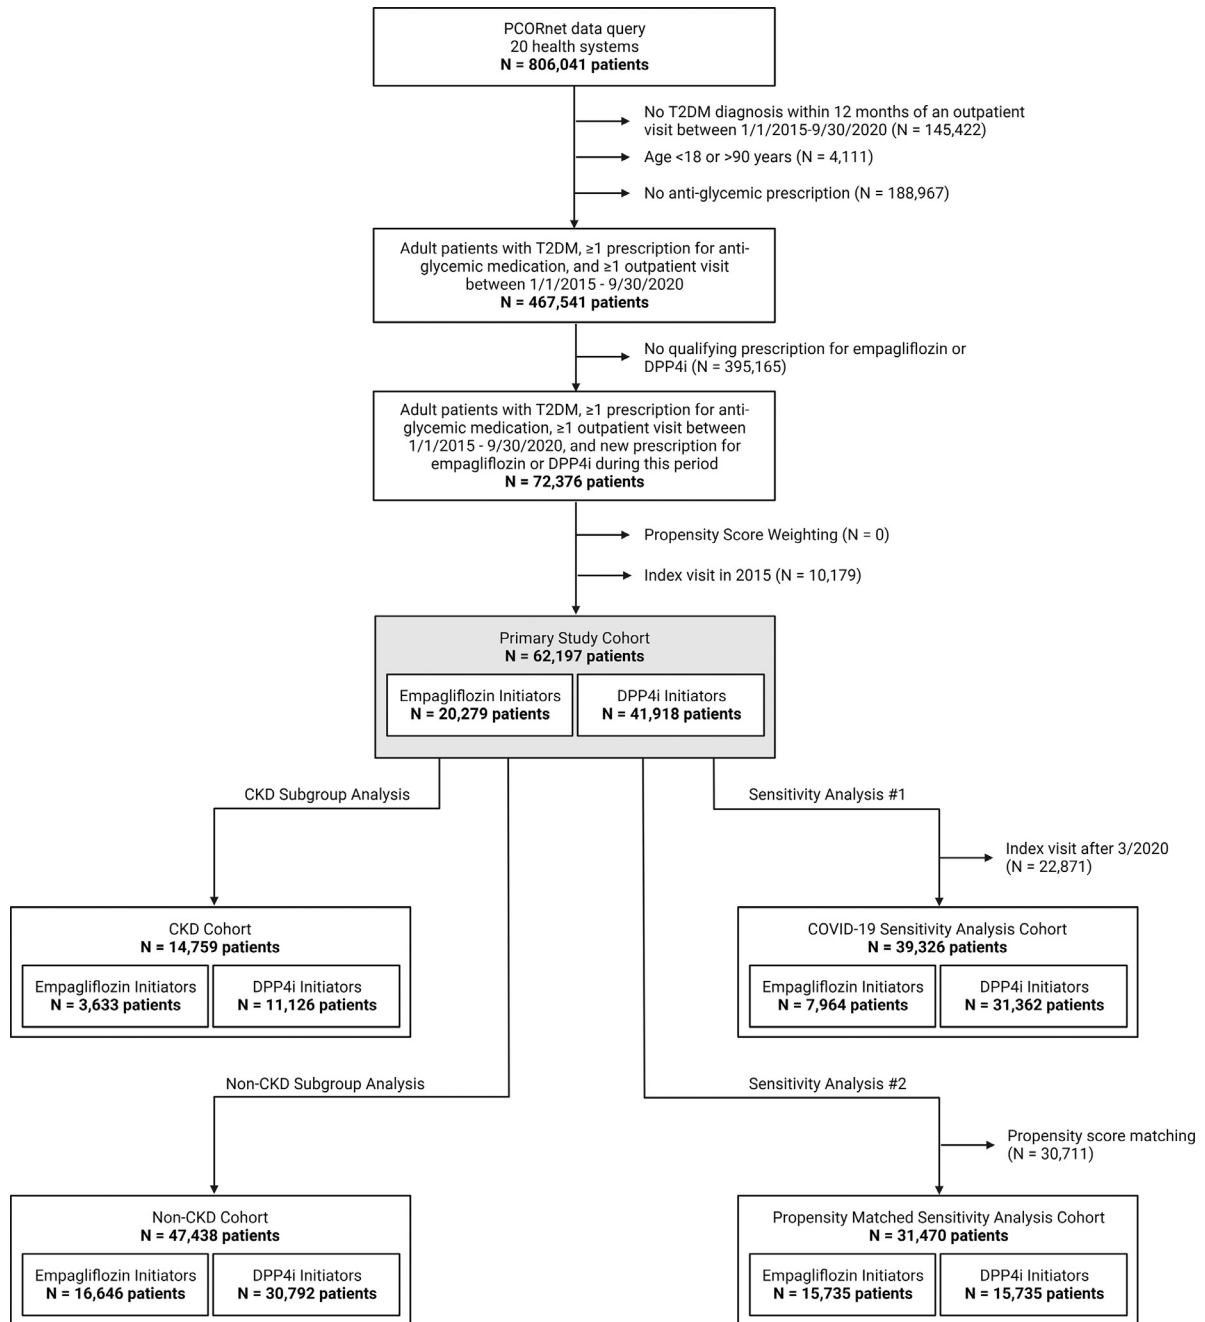 PCORnet data query
20 health systems
N = 806,041 patients
No T2DM diagnosis within 12 months of an outpatient
visit between 1/1/2015-9/30/2020 (N = 145,422)
Age <18 or >90 years (N = 4,111)
No anti-glycemic prescription (N = 188,967)
Adult patients with T2DM, ≥1 prescription for anti-
glycemic medication, and ≥1 outpatient visit
between 1/1/2015 - 9/30/2020
N = 467,541 patients
No qualifying prescription for empagliflozin or
DPP4i (N = 395,165)
Adult patients with T2DM, ≥1 prescription for anti-
glycemic medication, ≥1 outpatient visit between
1/1/2015 - 9/30/2020, and new prescription for
empagliflozin or DPP4i during this period
N = 72,376 patients
Propensity Score Weighting (N = 0)
Index visit in 2015 (N = 10,179)
Primary Study Cohort
N = 62,197 patients
Empagliflozin Initiators
N = 20,279 patients
DPP4i Initiators
N = 41,918 patients
CKD Subgroup Analysis
Sensitivity Analysis #1
Index visit after 3/2020
(N = 22,871)
CKD Cohort
N = 14,759 patients
Empagliflozin Initiators
N = 3,633 patients
DPP4i Initiators
N = 11,126 patients
COVID-19 Sensitivity Analysis Cohort
N = 39,326 patients
Empagliflozin Initiators
N = 7,964 patients
DPP4i Initiators
N = 31,362 patients
Non-CKD Subgroup Analysis
Sensitivity Analysis #2
Propensity score matching
(N = 30,711)
Non-CKD Cohort
N = 47,438 patients
Empagliflozin Initiators
N = 16,646 patients
DPP4i Initiators
N = 30,792 patients
Propensity Matched Sensitivity Analysis Cohort
N = 31,470 patients
Empagliflozin Initiators
N = 15,735 patients
DPP4i Initiators
N = 15,735 patients